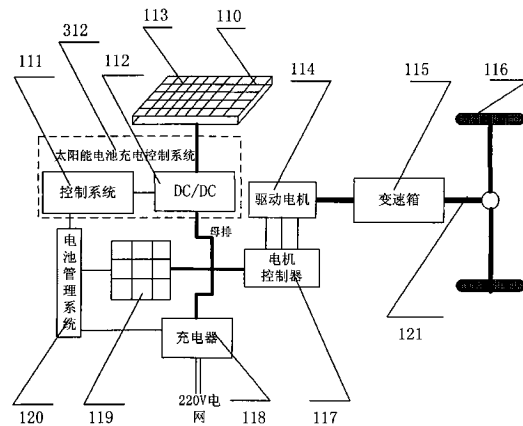 312
113
110
111
112
114
115
116
太阳能电池充电控制系统
控制系统
DC/DC
驱动电机
变速箱
母排
电池管理系统
电机
控制器
充电器
121
220V电
网
120
119
118
117